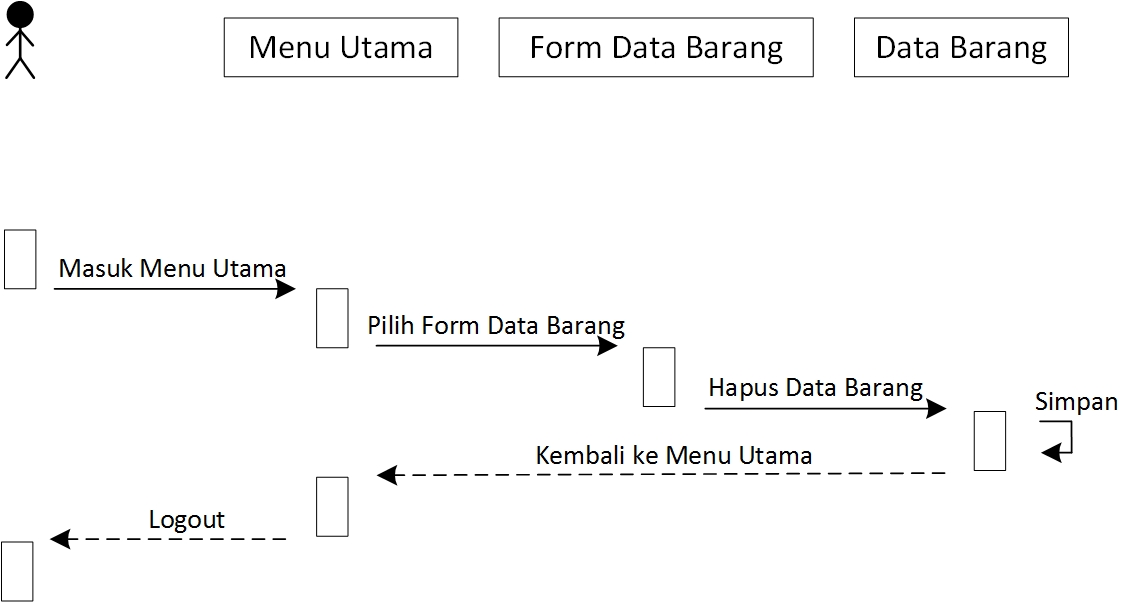 Menu Utama
Form Data Barang
Data Barang
Masuk Menu Utama
Pilih Form Data Barang
Hapus Data Barang
Simpan
Kembali ke Menu Utama
Logout